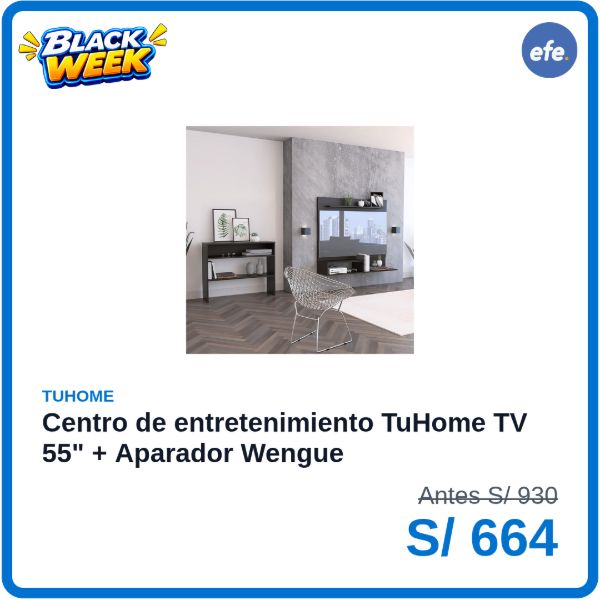 BLACK
WEEK
efe.
TUHOME
Centro de entretenimiento TuHome TV
55" + Aparador Wengue
Antes S/ 930
S/ 664